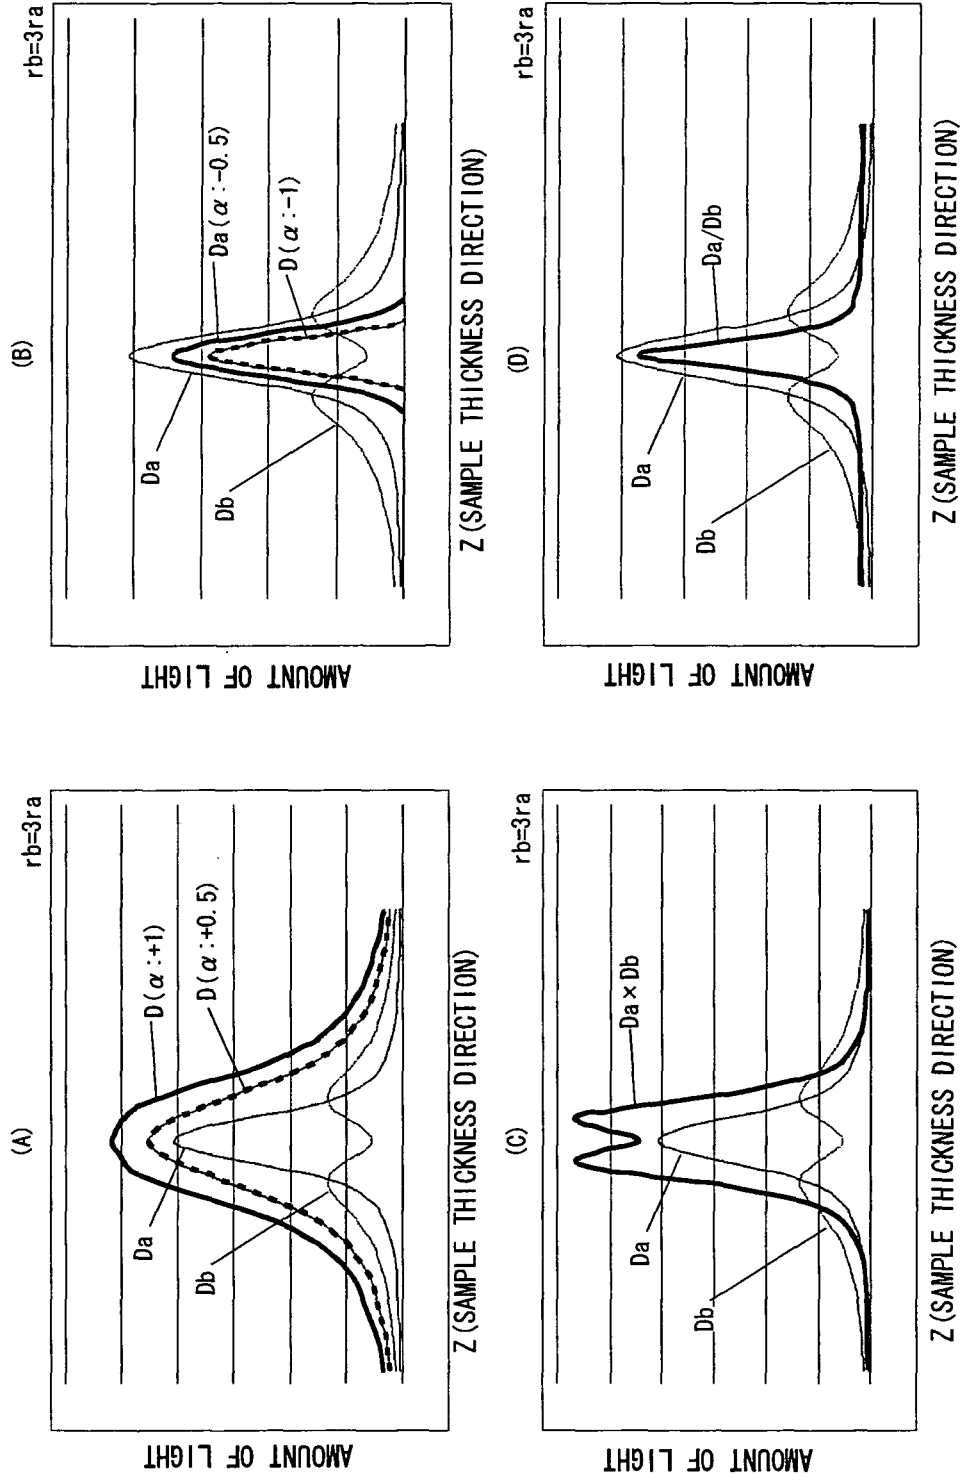 (A)
rb=3ra
D(α:+1)
D(α:+0.5)
Da
Db
AMOUNT OF LIGHT
Z(SAMPLE THICKNESS DIRECTION)
(B)
rb=3ra
Da(α:-0.5)
D(α:-1)
Da
Db
AMOUNT OF LIGHT
Z(SAMPLE THICKNESS DIRECTION)
(C)
rb=3ra
Da×Db
Da
Db
AMOUNT OF LIGHT
Z(SAMPLE THICKNESS DIRECTION)
(D)
rb=3ra
Da/Db
Da
Db
AMOUNT OF LIGHT
Z(SAMPLE THICKNESS DIRECTION)